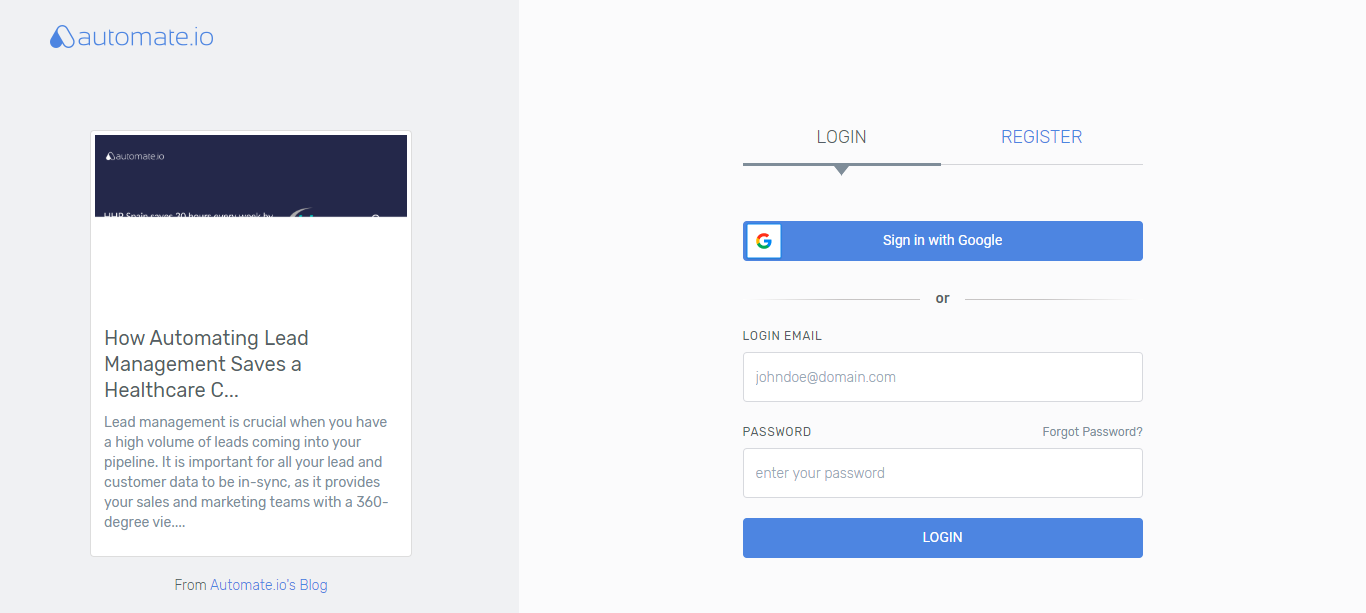 automate.io
automate.io
HHR Spain saves 20 hours every week by
How Automating Lead
Management Saves a
Healthcare C...
Lead management is crucial when you have
a high volume of leads coming into your
pipeline. It is important for all your lead and
customer data to be in-sync, as it provides
your sales and marketing teams with a 360-
degree vie....
From Automate.io's Blog
LOGIN
REGISTER
Sign in with Google
or
LOGIN EMAIL
johndoe@domain.com
PASSWORD
Forgot Password?
enter your password
LOGIN